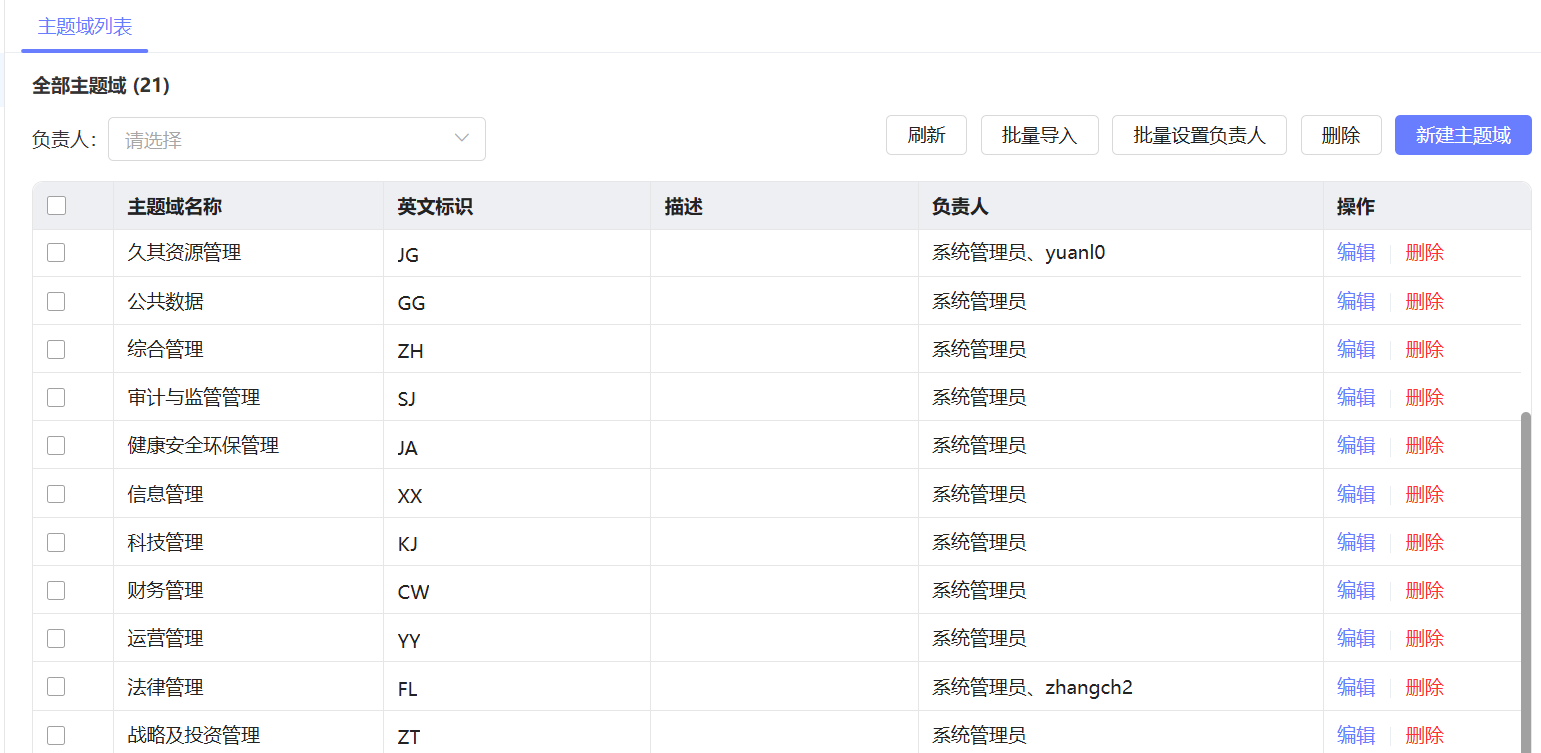 主题域列表
全部主题域 (21)
负责人: 请选择 刷新 批量导入 批量设置负责人 删除 新建主题域
主题域名称 英文标识 描述 负责人 操作
久其资源管理 JG 系统管理员、yuanl0 编辑 删除
公共数据 GG 系统管理员 编辑 删除
综合管理 ZH 系统管理员 编辑 删除
审计与监管管理 SJ 系统管理员 编辑 删除
健康安全环保管理 JA 系统管理员 编辑 删除
信息管理 XX 系统管理员 编辑 删除
科技管理 KJ 系统管理员 编辑 删除
财务管理 CW 系统管理员 编辑 删除
运营管理 YY 系统管理员 编辑 删除
法律管理 FL 系统管理员、zhangch2 编辑 删除
战略及投资管理 ZT 系统管理员 编辑 删除